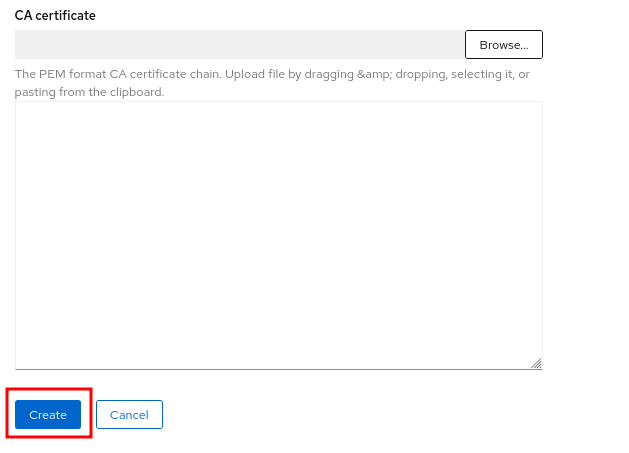 CA certificate
Browse...
The PEM format CA certificate chain. Upload file by dragging &amp; dropping, selecting it, or
pasting from the clipboard.
Create
Cancel